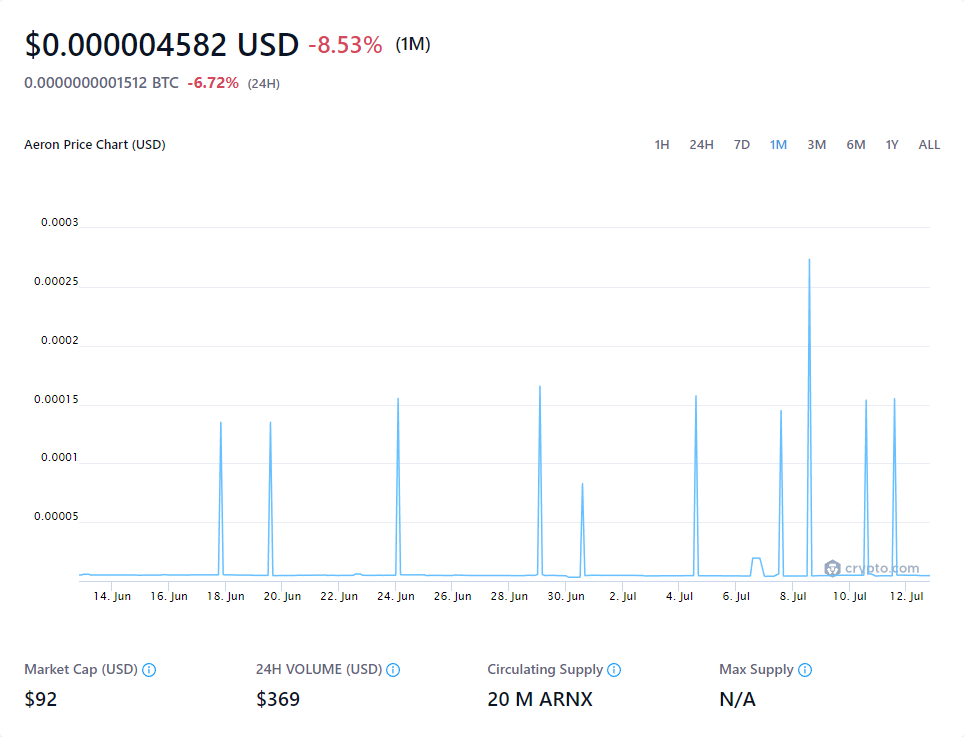 $0.000004582 USD -8.53% (1M)
0.0000000001512 BTC -6.72% (24H)
Aeron Price Chart (USD) 1H 24H 7D 1M 3M 6M 1Y ALL
0.0003
0.00025
0.0002
0.00015
0.0001
0.00005
crypto.com
14. Jun 16. Jun 18. Jun 20. Jun 22. Jun 24. Jun 26. Jun 28. Jun 30. Jun 2. Jul 4. Jul 6. Jul 8. Jul 10. Jul 12. Jul
Market Cap (USD) 24H VOLUME (USD) Circulating Supply Max Supply
$92 $369 20 M ARNX N/A